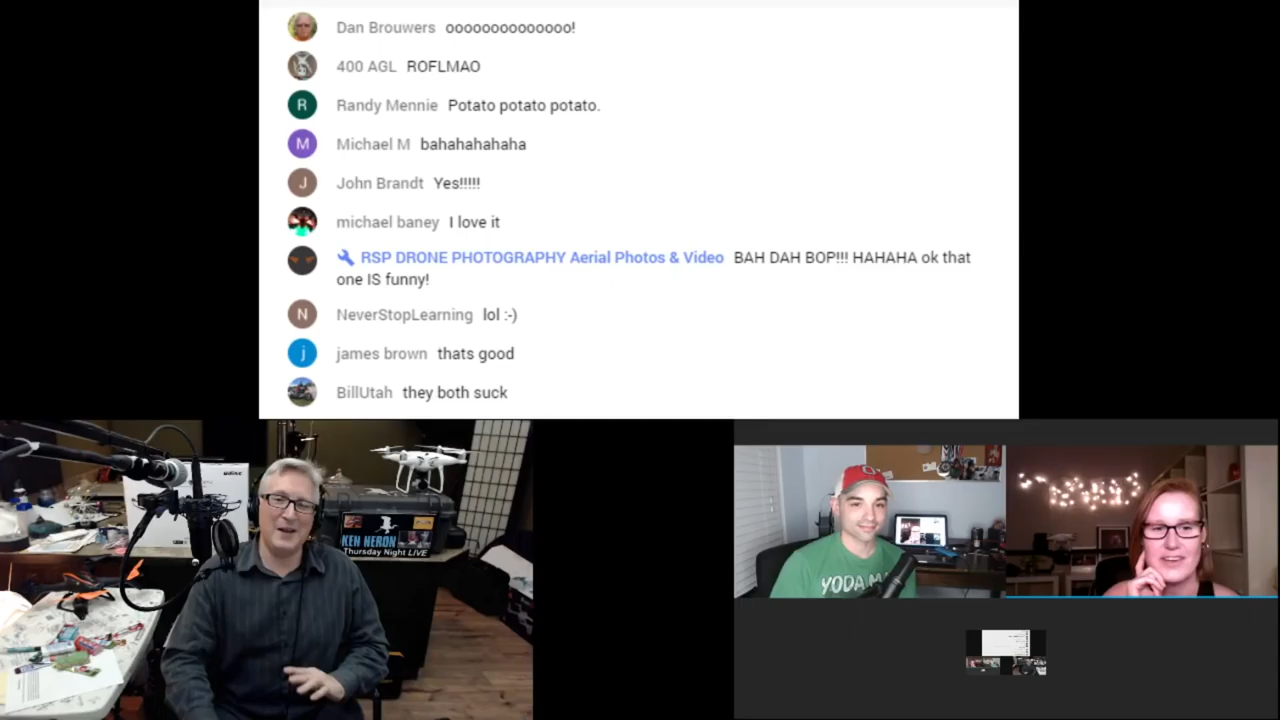 Dan Brouwers oooooooooooooo!
400 AGL ROFLMAO
R Randy Mennie Potato potato potato.
M Michael M bahahahahaha
J John Brandt Yes!!!!!
michael baney I love it
RSP DRONE PHOTOGRAPHY Aerial Photos & Video BAH DAH BOP!!! HAHAHA ok that
one IS funny!
N NeverStopLearning lol :-)
j james brown thats good
BillUtah they both suck
KEN HERON
Thursday Night LIVE
YODA